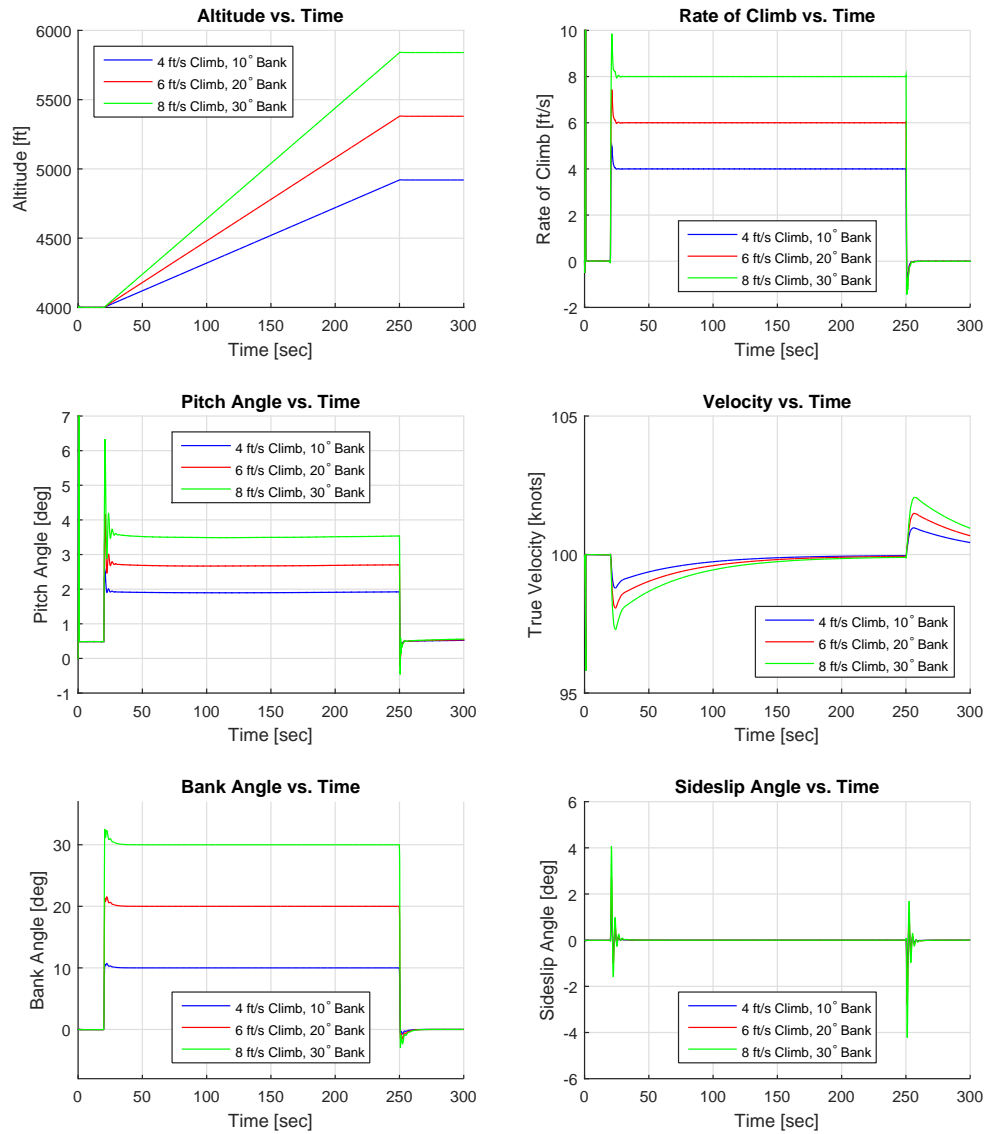 Altitude vs. Time
6000
5500
5000
4500
4000
Altitude [ft]
4 ft/s Climb, 10° Bank
6 ft/s Climb, 20° Bank
8 ft/s Climb, 30° Bank
0 50 100 150 200 250 300
Time [sec]
Rate of Climb vs. Time
10
8
6
4
2
0
-2
Rate of Climb [ft/s]
4 ft/s Climb, 10° Bank
6 ft/s Climb, 20° Bank
8 ft/s Climb, 30° Bank
0 50 100 150 200 250 300
Time [sec]
Pitch Angle vs. Time
7
6
5
4
3
2
1
0
-1
Pitch Angle [deg]
4 ft/s Climb, 10° Bank
6 ft/s Climb, 20° Bank
8 ft/s Climb, 30° Bank
0 50 100 150 200 250 300
Time [sec]
Velocity vs. Time
105
100
95
True Velocity [knots]
4 ft/s Climb, 10° Bank
6 ft/s Climb, 20° Bank
8 ft/s Climb, 30° Bank
0 50 100 150 200 250 300
Time [sec]
Bank Angle vs. Time
30
20
10
0
Bank Angle [deg]
4 ft/s Climb, 10° Bank
6 ft/s Climb, 20° Bank
8 ft/s Climb, 30° Bank
0 50 100 150 200 250 300
Time [sec]
Sideslip Angle vs. Time
6
4
2
0
-2
-4
-6
Sideslip Angle [deg]
4 ft/s Climb, 10° Bank
6 ft/s Climb, 20° Bank
8 ft/s Climb, 30° Bank
0 50 100 150 200 250 300
Time [sec]